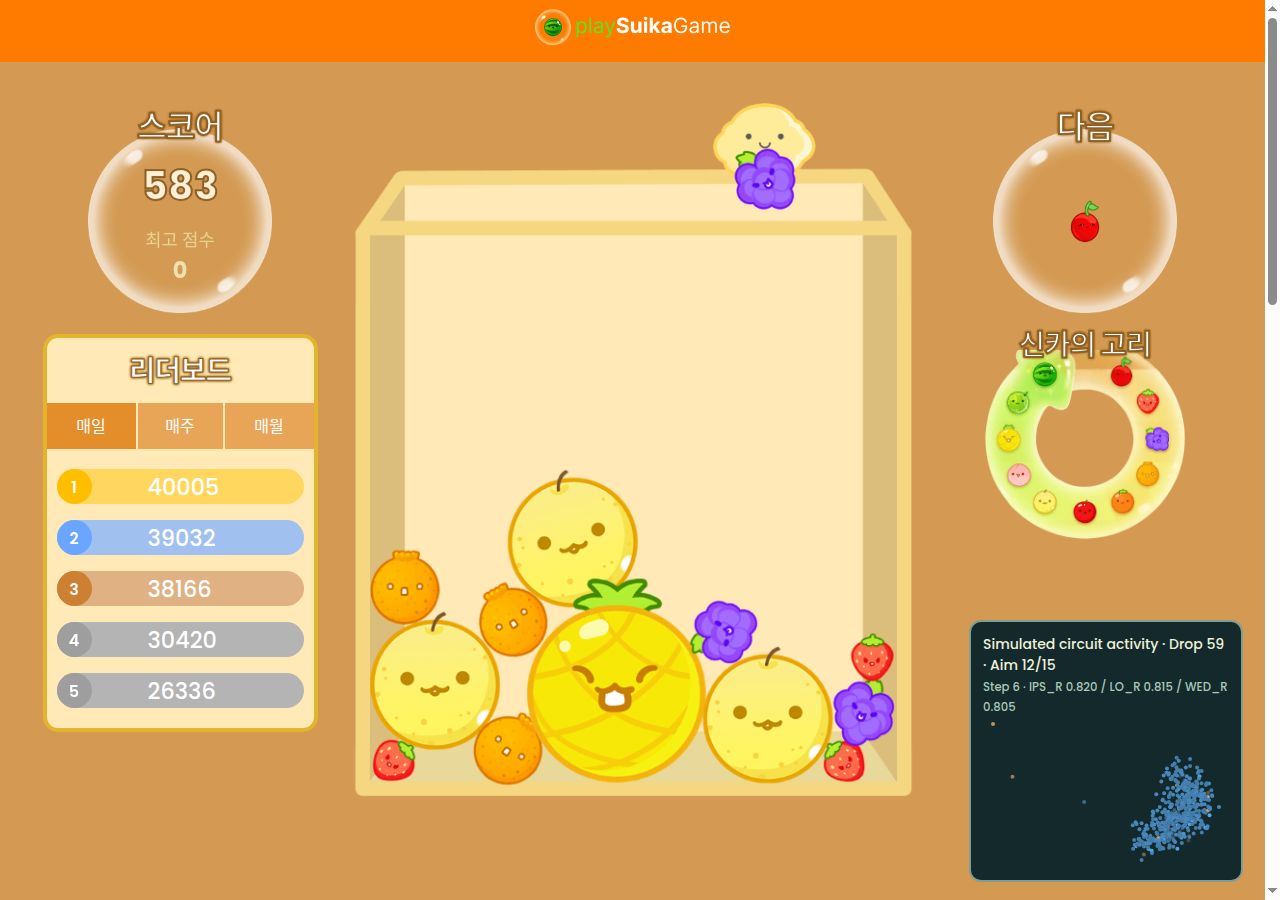 playSuikaGame
스코어
583
최고 점수
0
다음
리더보드
매일 매주 매월
1 40005
2 39032
3 38166
4 30420
5 26336
신카의 고리
Simulated circuit activity · Drop 59
· Aim 12/15
Step 6 · IPS_R 0.820 / LO_R 0.815 / WED_R
0.805